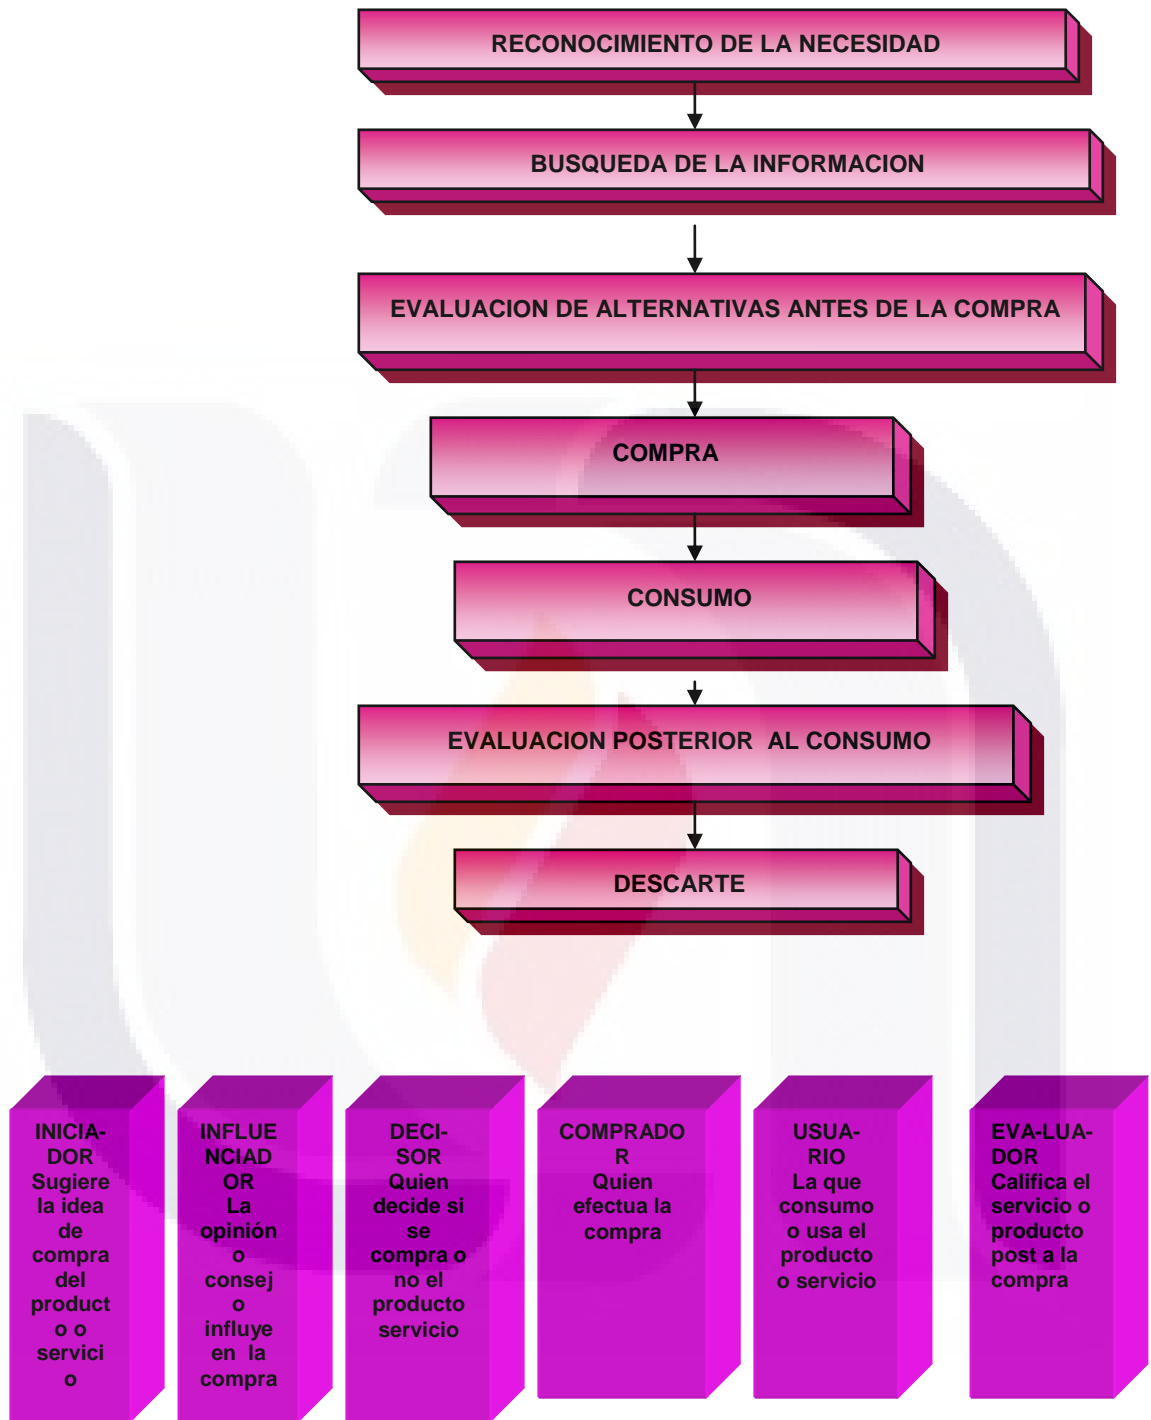 RECONOCIMIENTO DE LA NECESIDAD
BUSQUEDA DE LA INFORMACION
EVALUACION DE ALTERNATIVAS ANTES DE LA COMPRA
COMPRA
CONSUMO
EVALUACION POSTERIOR  AL CONSUMO
DESCARTE
INICIA-
DOR
Sugiere
la idea
de
compra
del
product
o o
servici
o
INFLUE
NCIAD
OR
La
opinión
o
consej
o
influye
en  la
compra
DECI-
SOR
Quien
decide si
se
compra o
no el
producto
servicio
COMPRADO
R
Quien
efectua la
compra
USUA-
RIO
La que
consumo
o usa el
producto
o servicio
EVA-LUA-
DOR
Califica el
servicio o
producto
post a la
compra